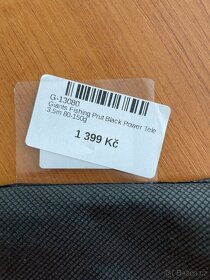 G-13080
Giants Fishing Prut Black Power Tele
3,5m 80-150g
1 399 Kč